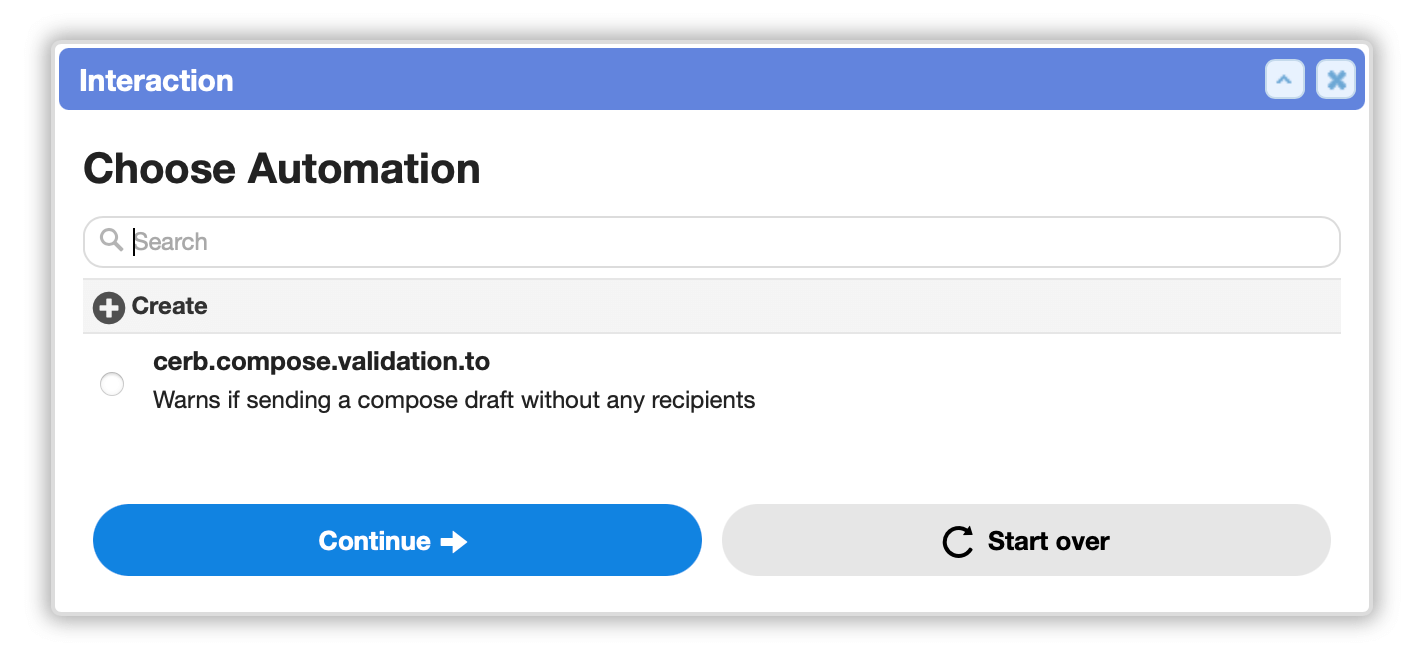 Interaction
Choose Automation
Search
Create
cerb.compose.validation.to
Warns if sending a compose draft without any recipients
Continue
Start over